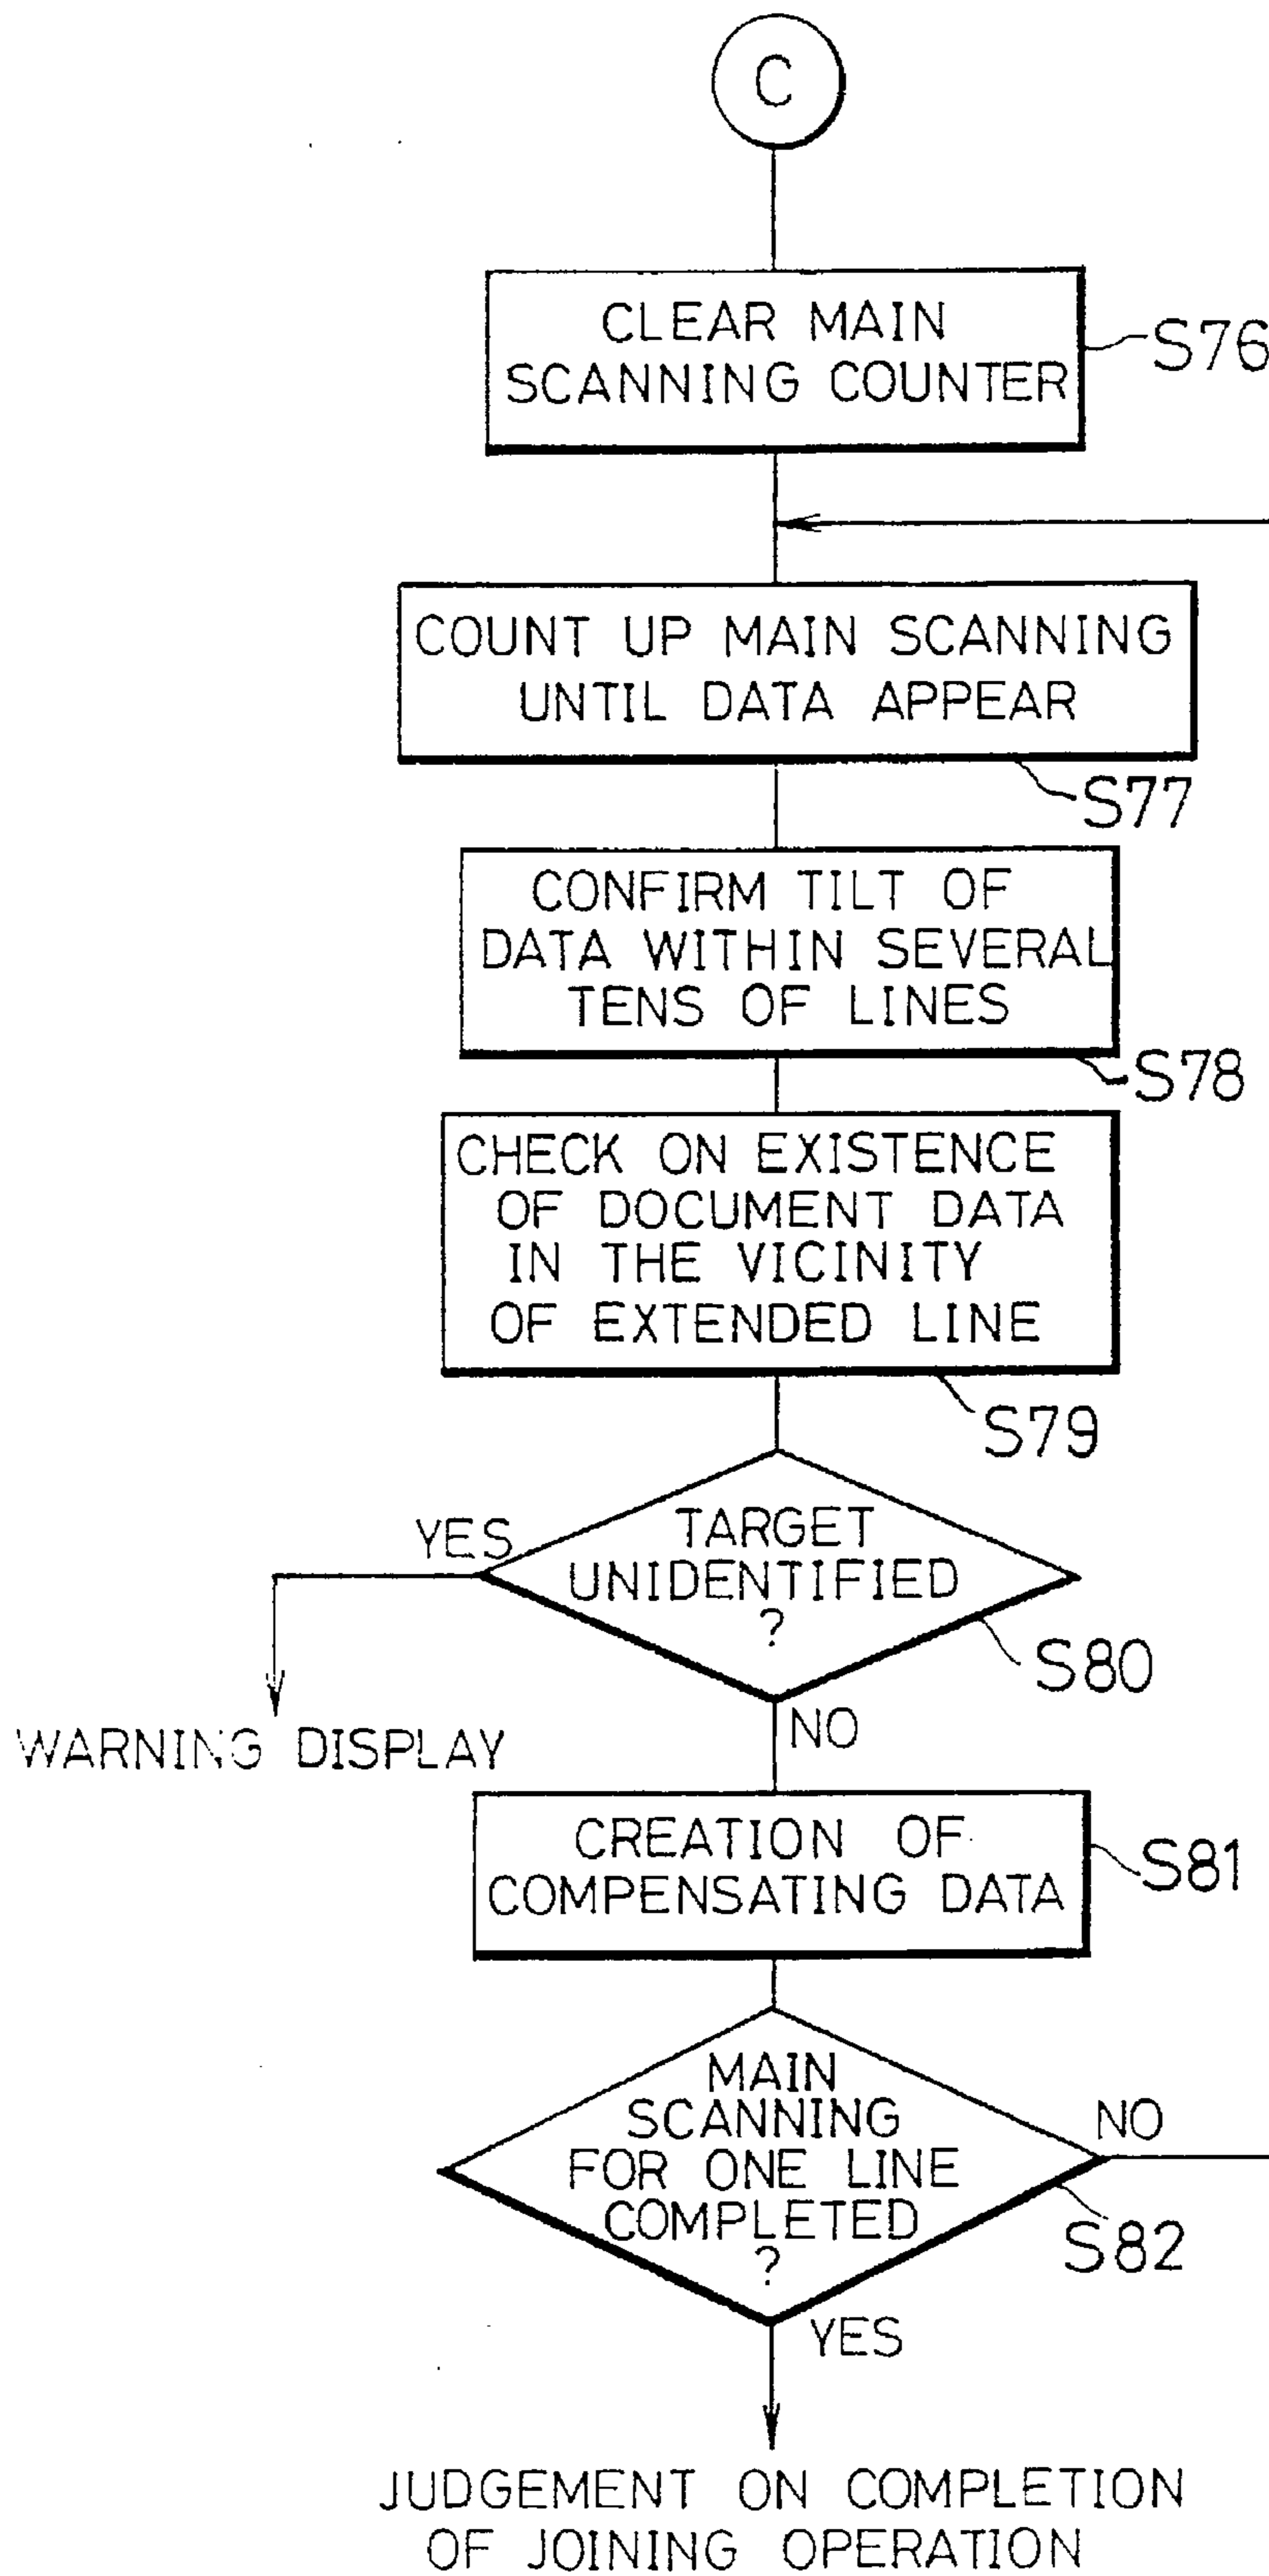 C
CLEAR MAIN
SCANNING COUNTER
S76
COUNT UP MAIN SCANNING
UNTIL DATA APPEAR
S77
CONFIRM TILT OF
DATA WITHIN SEVERAL
TENS OF LINES
S78
CHECK ON EXISTENCE
OF DOCUMENT DATA
IN THE VICINITY
OF EXTENDED LINE
S79
YES
TARGET
UNIDENTIFIED
?
S80
WARNING DISPLAY
NO
CREATION OF
COMPENSATING DATA
S81
MAIN
SCANNING
FOR ONE LINE
COMPLETED
?
NO
S82
YES
JUDGEMENT ON COMPLETION
OF JOINING OPERATION